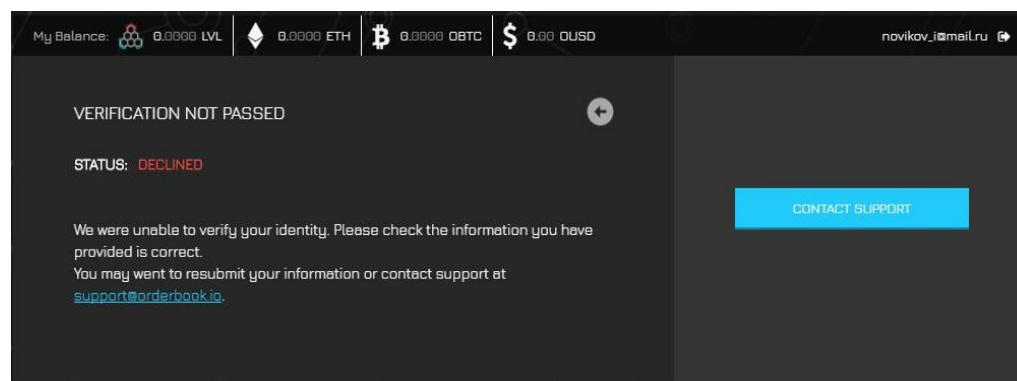 My Balance: 0.0000 LVL 0.0000 ETH 0.0000 OBTC 0.00 OUSD novikov_i@mail.ru
VERIFICATION NOT PASSED
STATUS: DECLINED
CONTACT SUPPORT
We were unable to verify your identity. Please check the information you have
provided is correct.
You may went to resubmit your information or contact support at
support@orderbook.io.